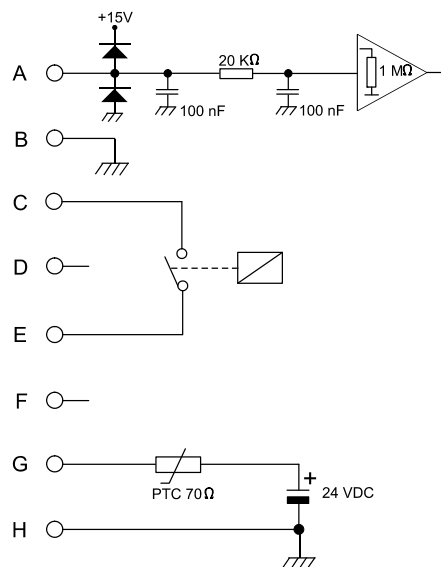 +15V
A
20 KΩ
1 MΩ
100 nF
100 nF
B
C
D
E
F
G
+
PTC 70Ω
24 VDC
H